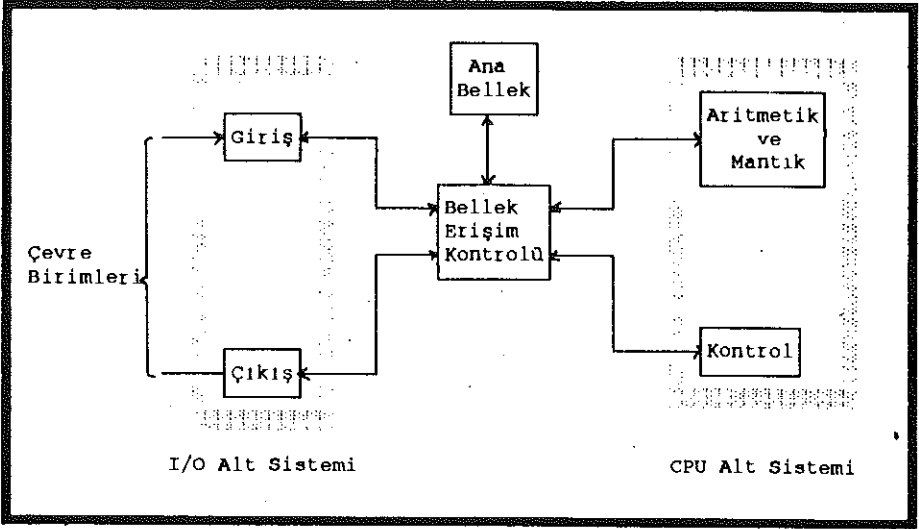 Ana
Bellek
Giriş
Aritmetik
ve
Mantık
Bellek
Erişim
Kontrolü
Çevre
Birimleri
Çıkış
Kontrol
I/O Alt Sistemi
CPU Alt Sistemi